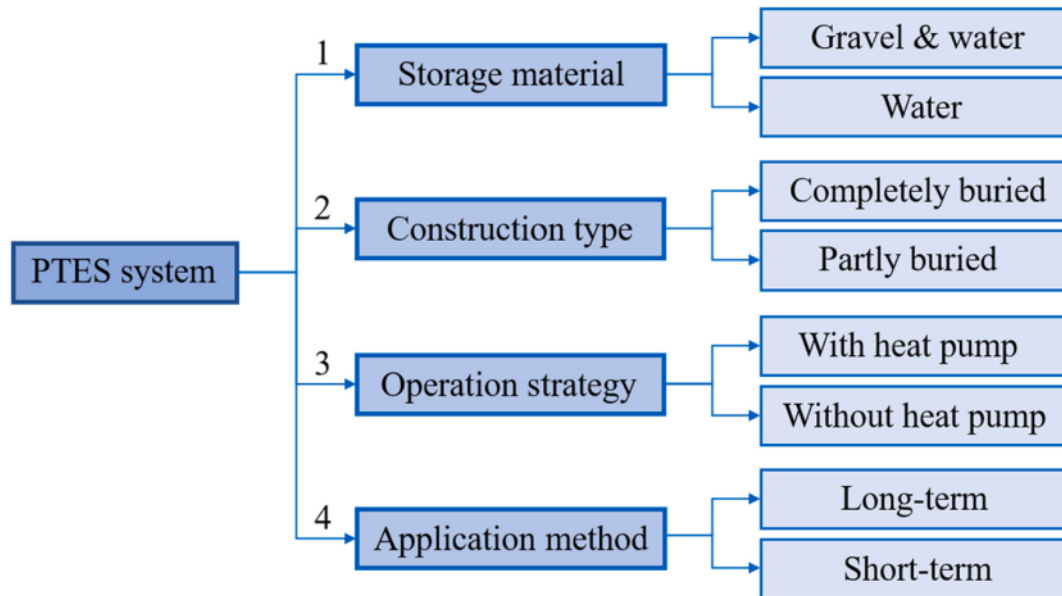 PTES system
1
Storage material
Gravel & water
Water
2
Construction type
Completely buried
Partly buried
3
Operation strategy
With heat pump
Without heat pump
4
Application method
Long-term
Short-term